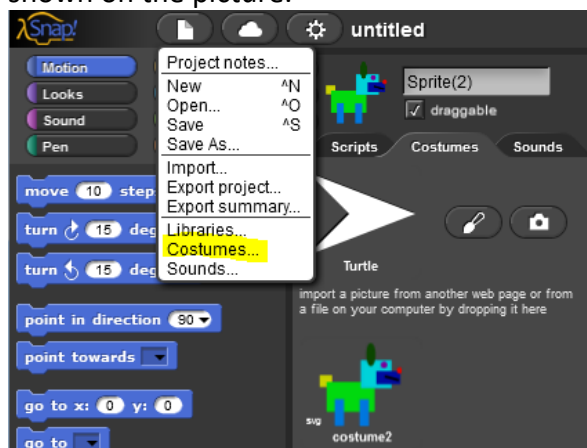 shown on the picture.
Snap!
untitled
Motion
Looks
Sound
Pen
Project notes...
New ^N
Open... ^O
Save ^S
Save As...
Import...
Export project...
Export summary...
Libraries...
Costumes...
Sounds...
Sprite(2)
draggable
Scripts Costumes Sounds
move 10 step
turn 15 deg
turn 15 deg
point in direction 90
point towards
go to x: 0 y: 0
go to
Turtle
import a picture from another web page or from
a file on your computer by dropping it here
svg
costume2